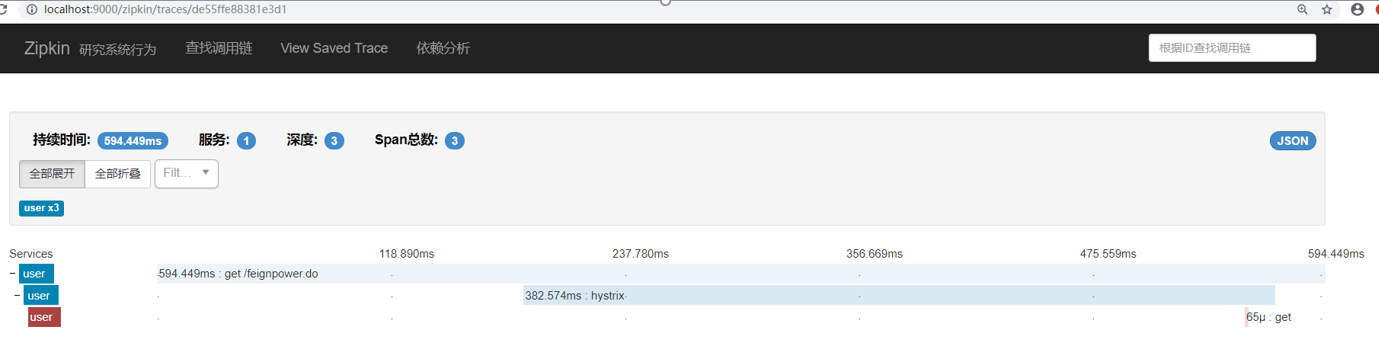 localhost:9000/zipkin/traces/de55ffe88381e3d1
Zipkin 研究系统行为 查找调用链 View Saved Trace 依赖分析 根据ID查找调用链
持续时间: 594.449ms 服务: 1 深度: 3 Span总数: 3 JSON
全部展开 全部折叠 Filt...
user x3
Services 118.890ms 237.780ms 356.669ms 475.559ms 594.449ms
− user 594.449ms : get /feignpower.do
− user 382.574ms : hystrix
user 65μ : get